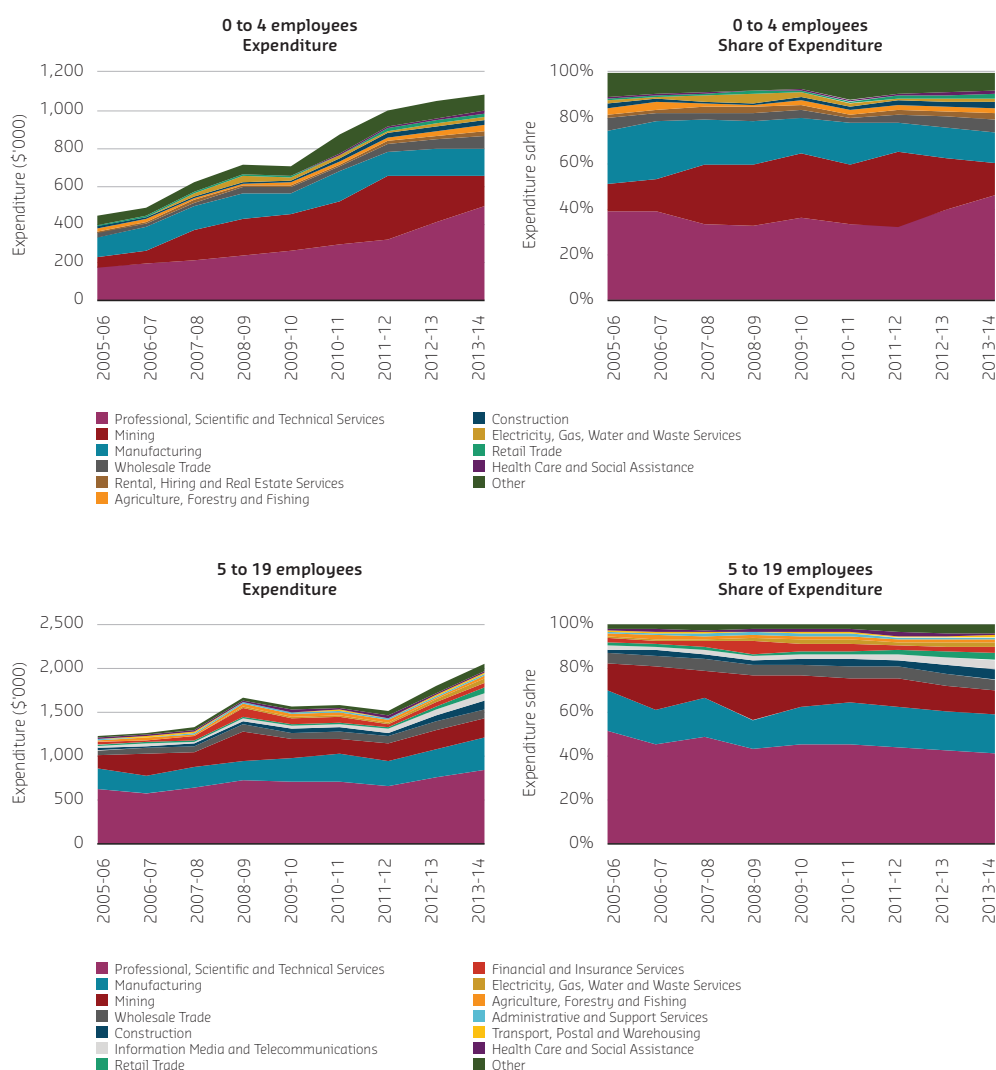 0 to 4 employees
Expenditure
Expenditure ($'000)
1,200
1,000
800
600
400
200
0
2005-06
2006-07
2007-08
2008-09
2009-10
2010-11
2011-12
2012-13
2013-14
0 to 4 employees
Share of Expenditure
Expenditure sahre
100%
80%
60%
40%
20%
0%
2005-06
2006-07
2007-08
2008-09
2009-10
2010-11
2011-12
2012-13
2013-14
Professional, Scientific and Technical Services
Mining
Manufacturing
Wholesale Trade
Rental, Hiring and Real Estate Services
Agriculture, Forestry and Fishing
Construction
Electricity, Gas, Water and Waste Services
Retail Trade
Health Care and Social Assistance
Other
5 to 19 employees
Expenditure
Expenditure ($'000)
2,500
2,000
1,500
1,000
500
0
2005-06
2006-07
2007-08
2008-09
2009-10
2010-11
2011-12
2012-13
2013-14
5 to 19 employees
Share of Expenditure
Expenditure sahre
100%
80%
60%
40%
20%
0%
2005-06
2006-07
2007-08
2008-09
2009-10
2010-11
2011-12
2012-13
2013-14
Professional, Scientific and Technical Services
Manufacturing
Mining
Wholesale Trade
Construction
Information Media and Telecommunications
Retail Trade
Financial and Insurance Services
Electricity, Gas, Water and Waste Services
Agriculture, Forestry and Fishing
Administrative and Support Services
Transport, Postal and Warehousing
Health Care and Social Assistance
Other